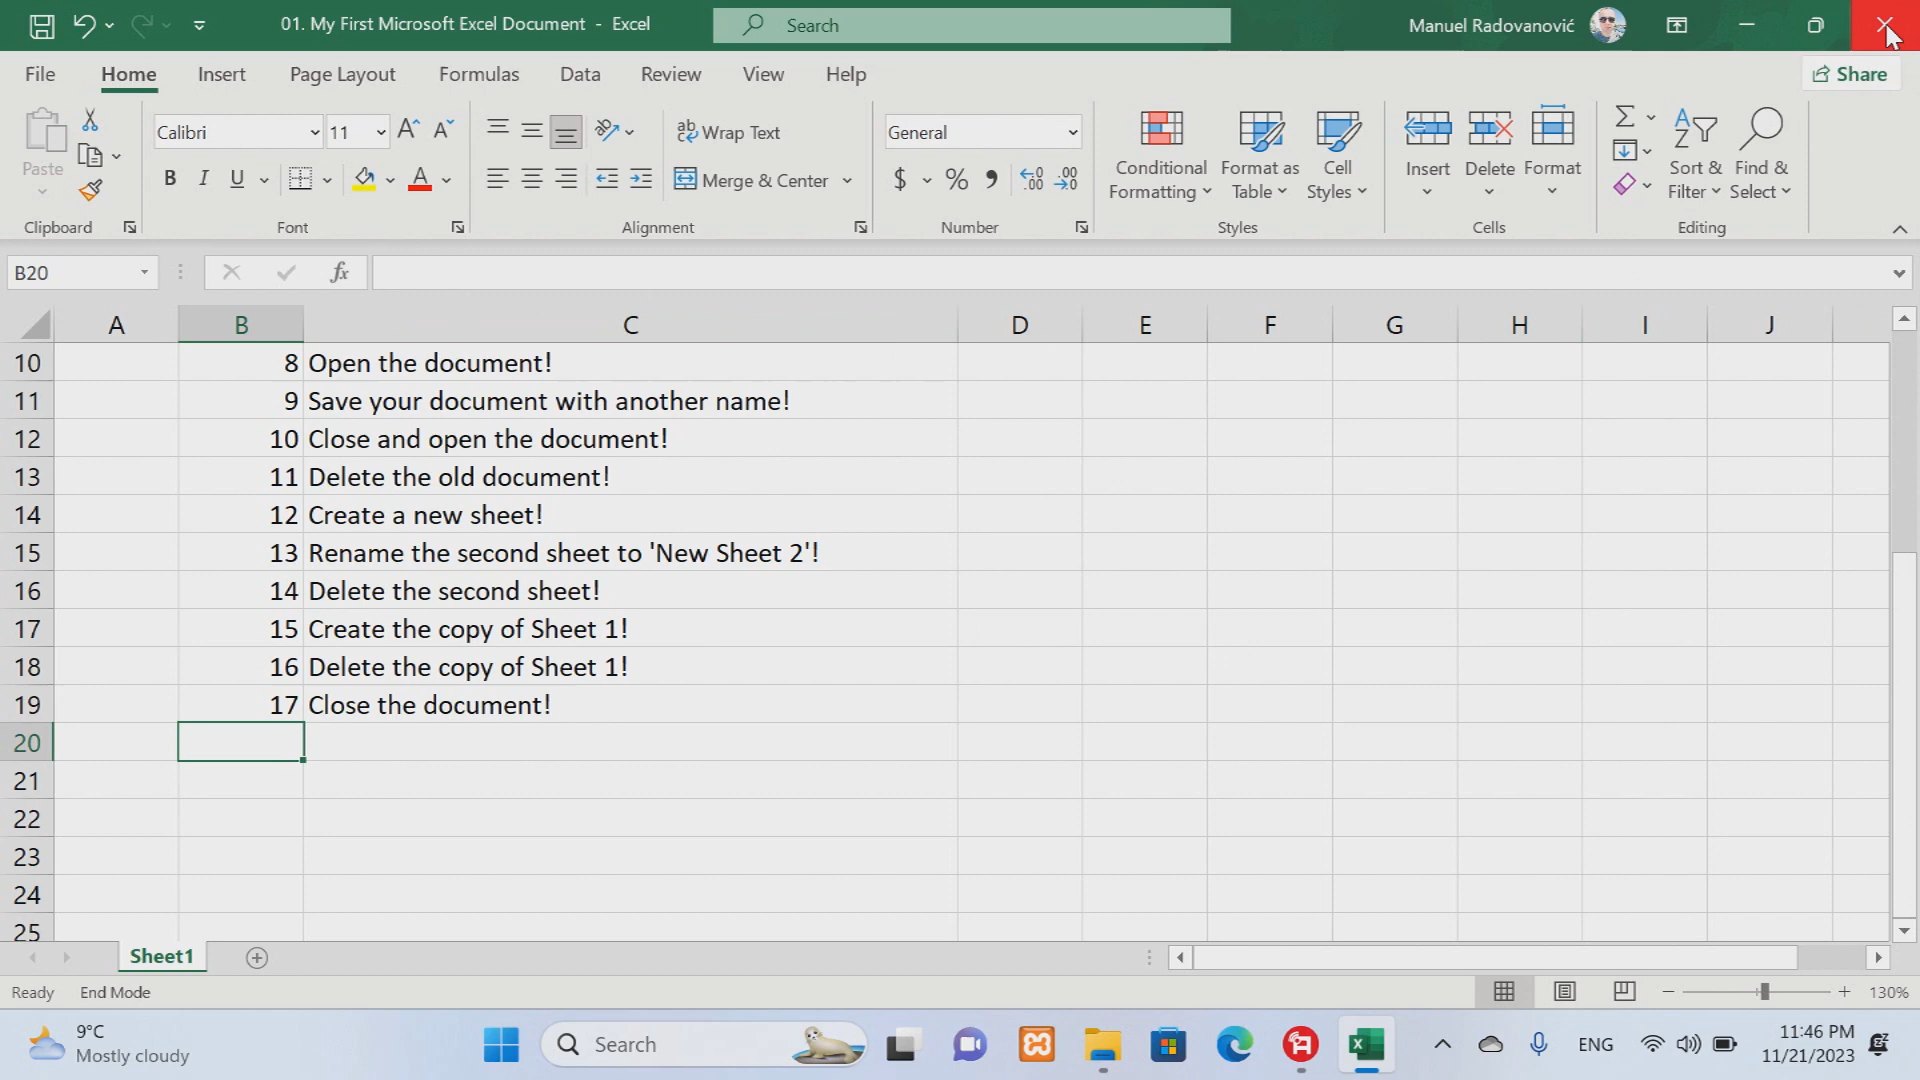 01. My First Microsoft Excel Document - Excel
Search
Manuel Radovanović
File Home Insert Page Layout Formulas Data Review View Help Share
Paste
Clipboard
Calibri 11
B I U A
Font
ab Wrap Text
Merge & Center
Alignment
General
$ %
Number
Conditional Formatting
Format as Table
Cell Styles
Styles
Insert Delete Format
Cells
Sort & Filter
Find & Select
Editing
B20 fx
A B C D E F G H I J
10 8 Open the document!
11 9 Save your document with another name!
12 10 Close and open the document!
13 11 Delete the old document!
14 12 Create a new sheet!
15 13 Rename the second sheet to 'New Sheet 2'!
16 14 Delete the second sheet!
17 15 Create the copy of Sheet 1!
18 16 Delete the copy of Sheet 1!
19 17 Close the document!
20
21
22
23
24
25
Sheet1
Ready End Mode 130%
9°C
Mostly cloudy
Search
ENG
11:46 PM
11/21/2023